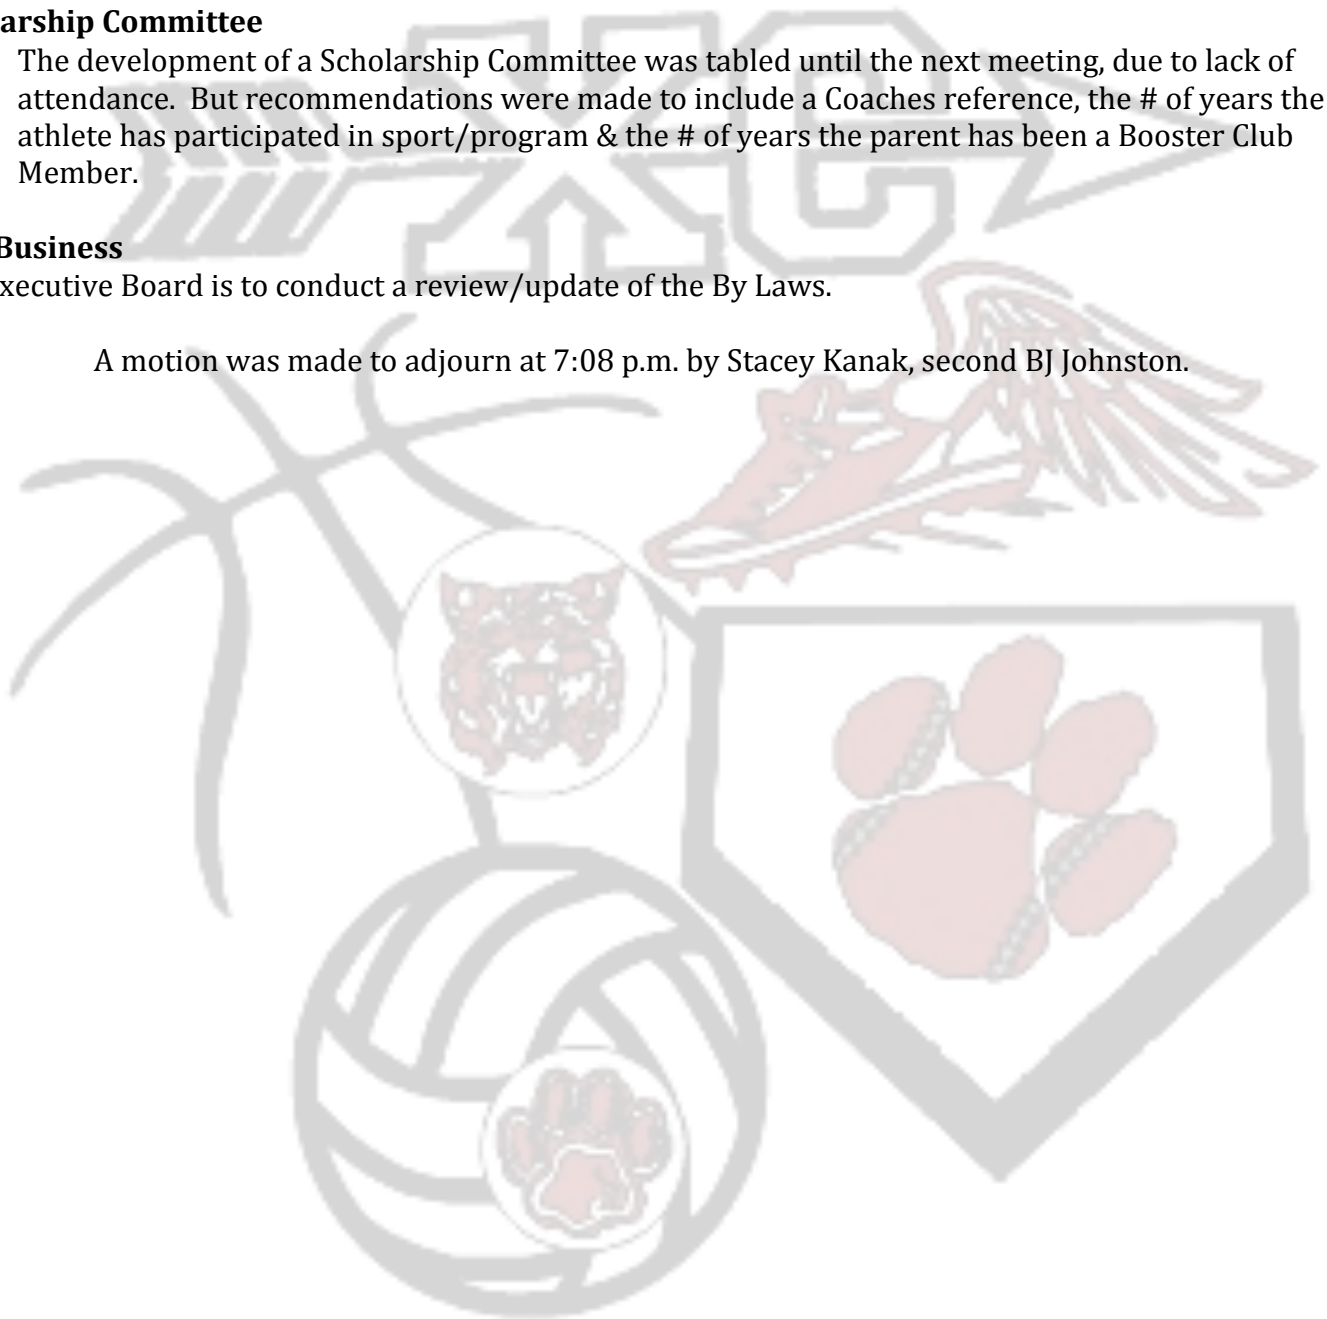 arship Committee
The development of a Scholarship Committee was tabled until the next meeting, due to lack of
attendance.  But recommendations were made to include a Coaches reference, the # of years the
athlete has participated in sport/program & the # of years the parent has been a Booster Club
Member.
Business
xecutive Board is to conduct a review/update of the By Laws.
A motion was made to adjourn at 7:08 p.m. by Stacey Kanak, second BJ Johnston.
XC